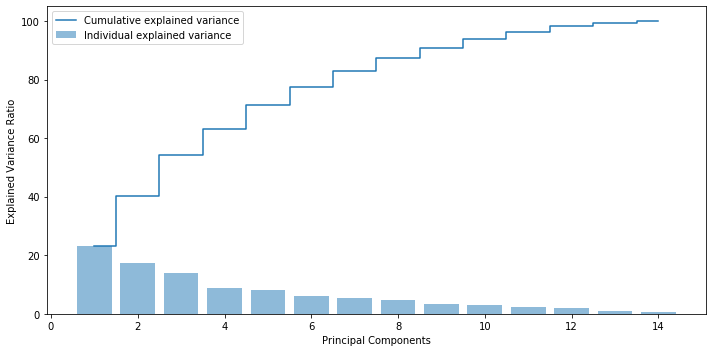 Cumulative explained variance
Individual explained variance
100
80
60
40
20
0
Explained Variance Ratio
0 2 4 6 8 10 12 14
Principal Components